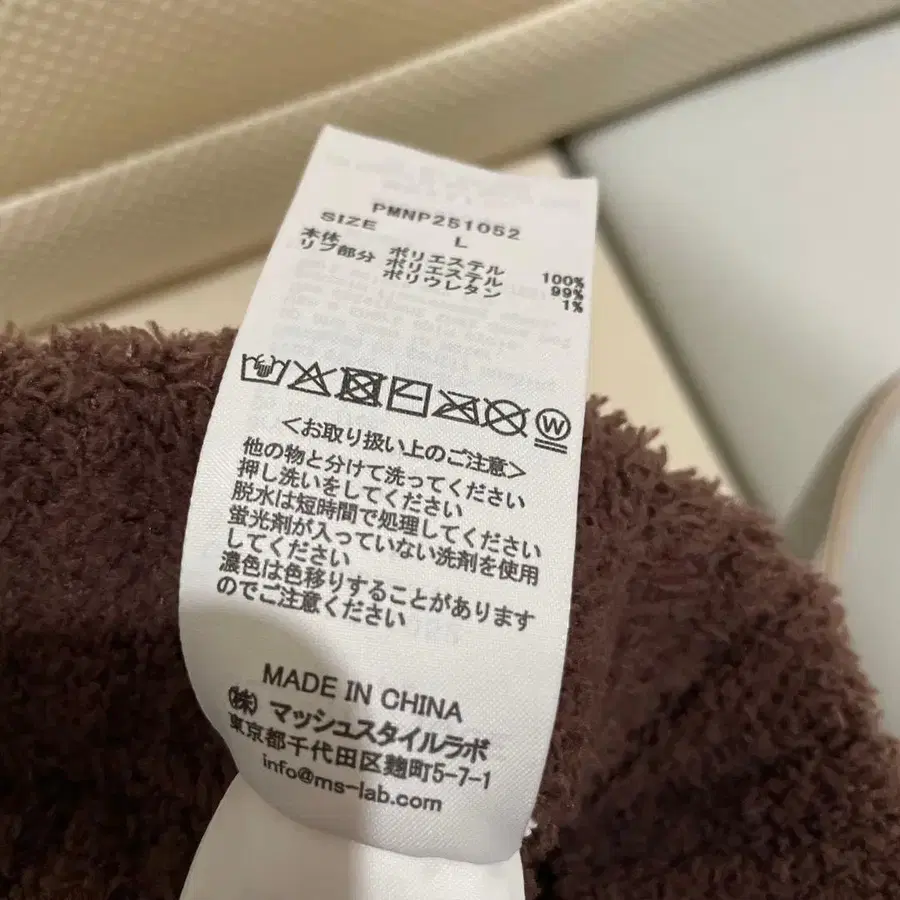 PMNP251052
SIZE L
本体 ポリエステル 100%
リブ部分 ポリエステル 99%
ポリウレタン 1%
W
<お取り扱い上のご注意>
他の物と分けて洗ってください
押し洗いをしてください
脱水は短時間で処理してください
蛍光剤が入っていない洗剤を使用
してください
濃色は色移りすることがあります
のでご注意ください
MADE IN CHINA
㈱ マッシュスタイルラボ
東京都千代田区麹町5-7-1
info@ms-lab.com